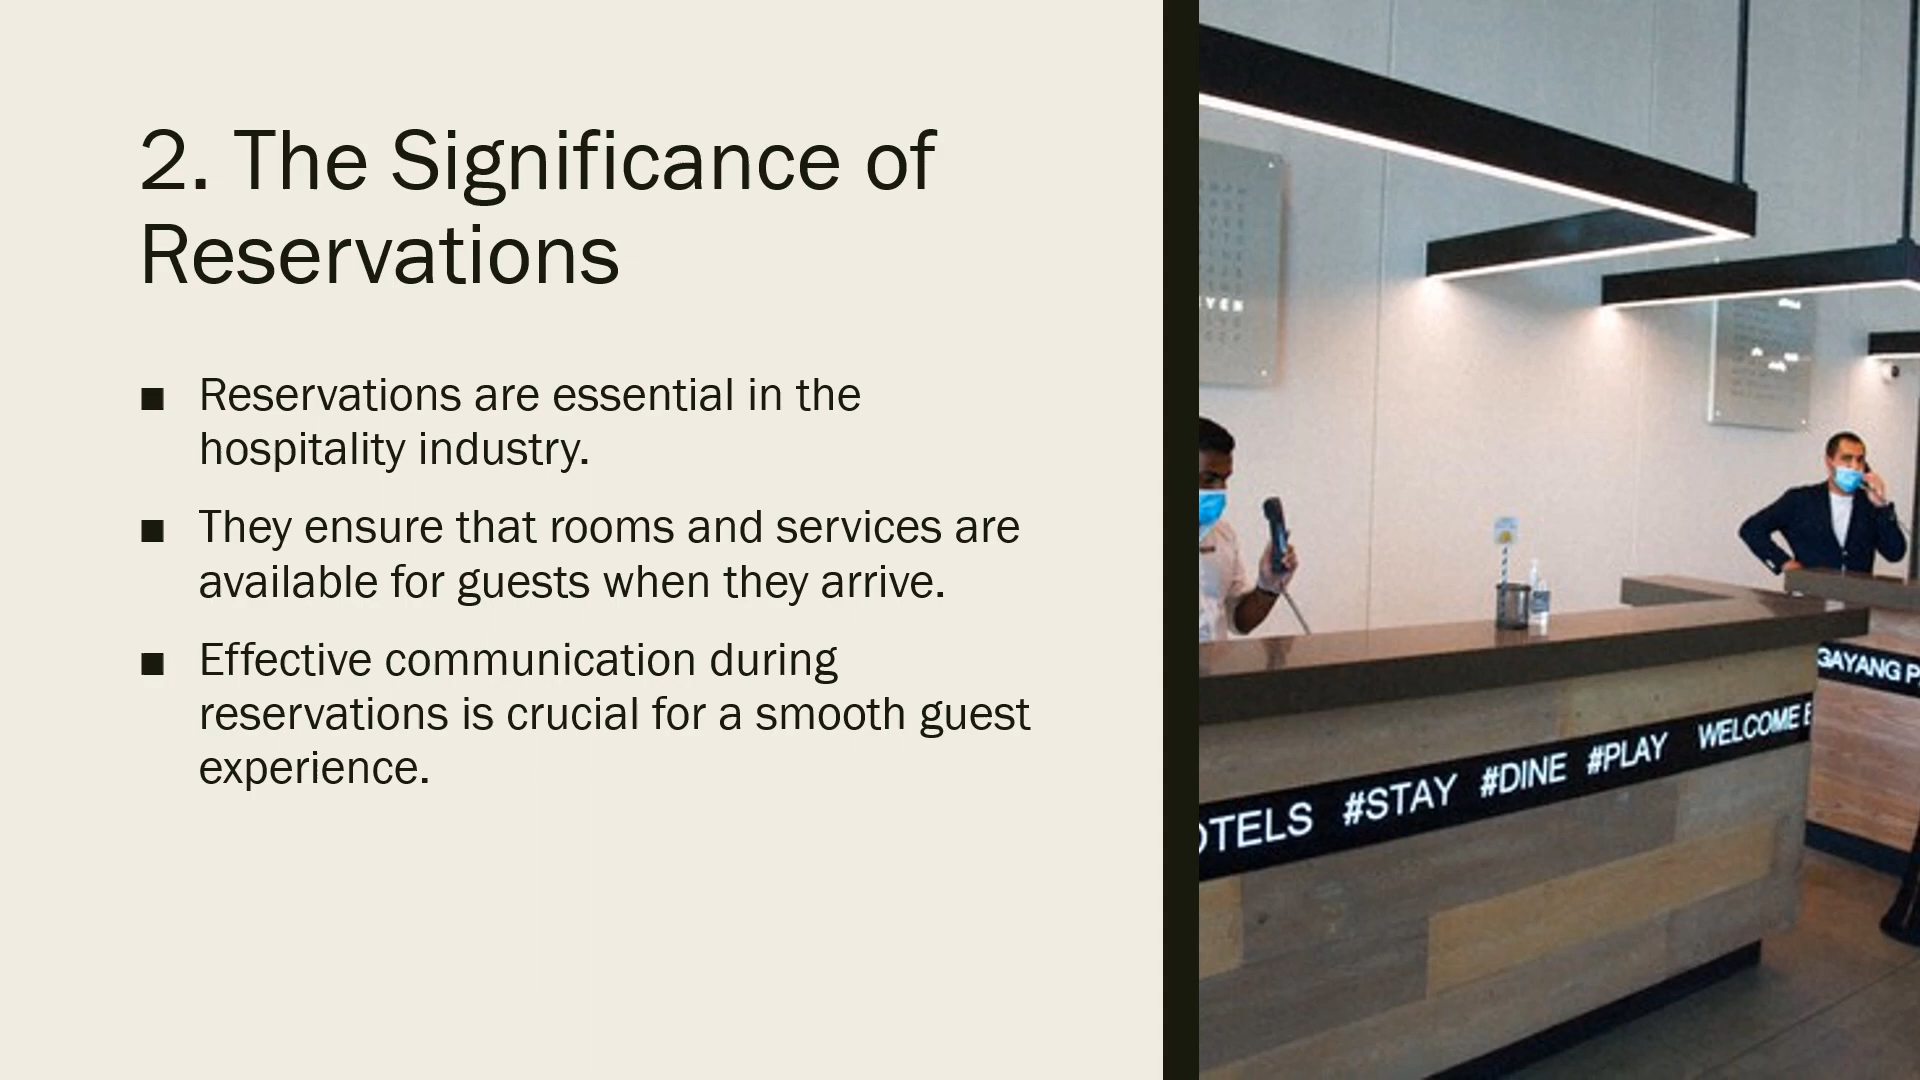 2. The Significance of
Reservations
■ Reservations are essential in the
hospitality industry.
■ They ensure that rooms and services are
available for guests when they arrive.
■ Effective communication during
reservations is crucial for a smooth guest
experience.
OTELS #STAY #DINE #PLAY WELCOME
GAYANG